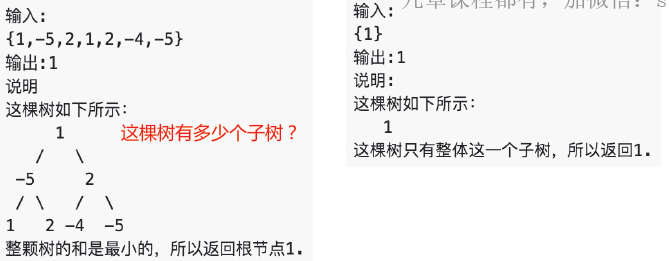 输入:
{1,-5,2,1,2,-4,-5}
输出:1
说明
这棵树如下所示:
1 这棵树有多少个子树？
/ \
-5 2
/ \ / \
1 2 -4 -5
整颗树的和是最小的，所以返回根节点1.
九章课程都有，加微信：s
输入:
{1}
输出:1
说明:
这棵树如下所示:
1
这棵树只有整体这一个子树，所以返回1.